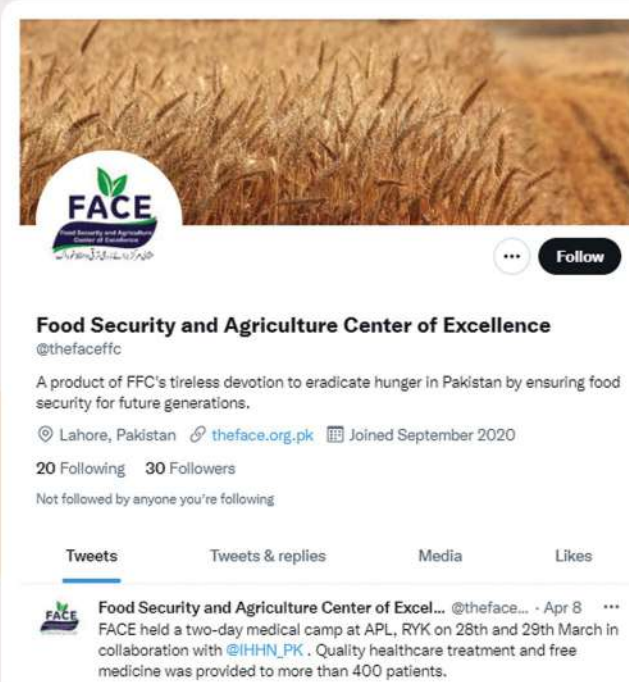 FACE
Food Security and Agriculture
Center of Excellence
Follow
Food Security and Agriculture Center of Excellence
@thefaceffc
A product of FFC's tireless devotion to eradicate hunger in Pakistan by ensuring food
security for future generations.
Lahore, Pakistan theface.org.pk Joined September 2020
20 Following 30 Followers
Not followed by anyone you're following
Tweets Tweets & replies Media Likes
FACE
Food Security and Agriculture Center of Excel... @theface... · Apr 8 ···
FACE held a two-day medical camp at APL, RYK on 28th and 29th March in
collaboration with @IHHN_PK . Quality healthcare treatment and free
medicine was provided to more than 400 patients.